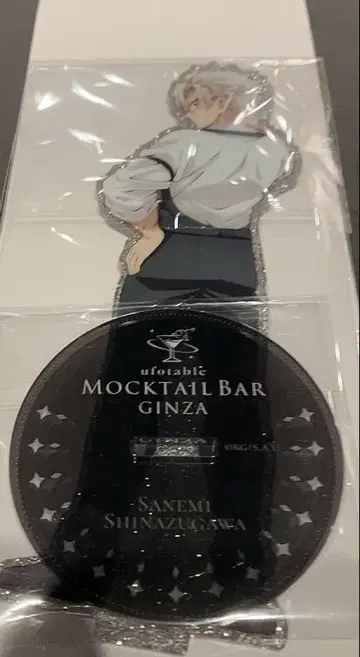 ufotable
MOCKTAIL BAR
GINZA
SANEMI
SHINAZUGAWA